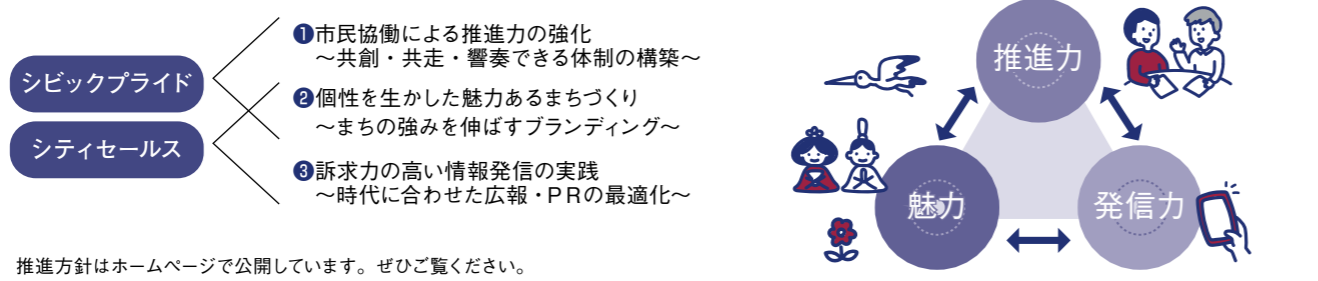 シビックプライド
シティセールス
❶市民協働による推進力の強化
～共創・共走・響奏できる体制の構築～
❷個性を生かした魅力あるまちづくり
～まちの強みを伸ばすブランディング～
❸訴求力の高い情報発信の実践
～時代に合わせた広報・PRの最適化～
推進力
魅力
発信力
推進方針はホームページで公開しています。ぜひご覧ください。